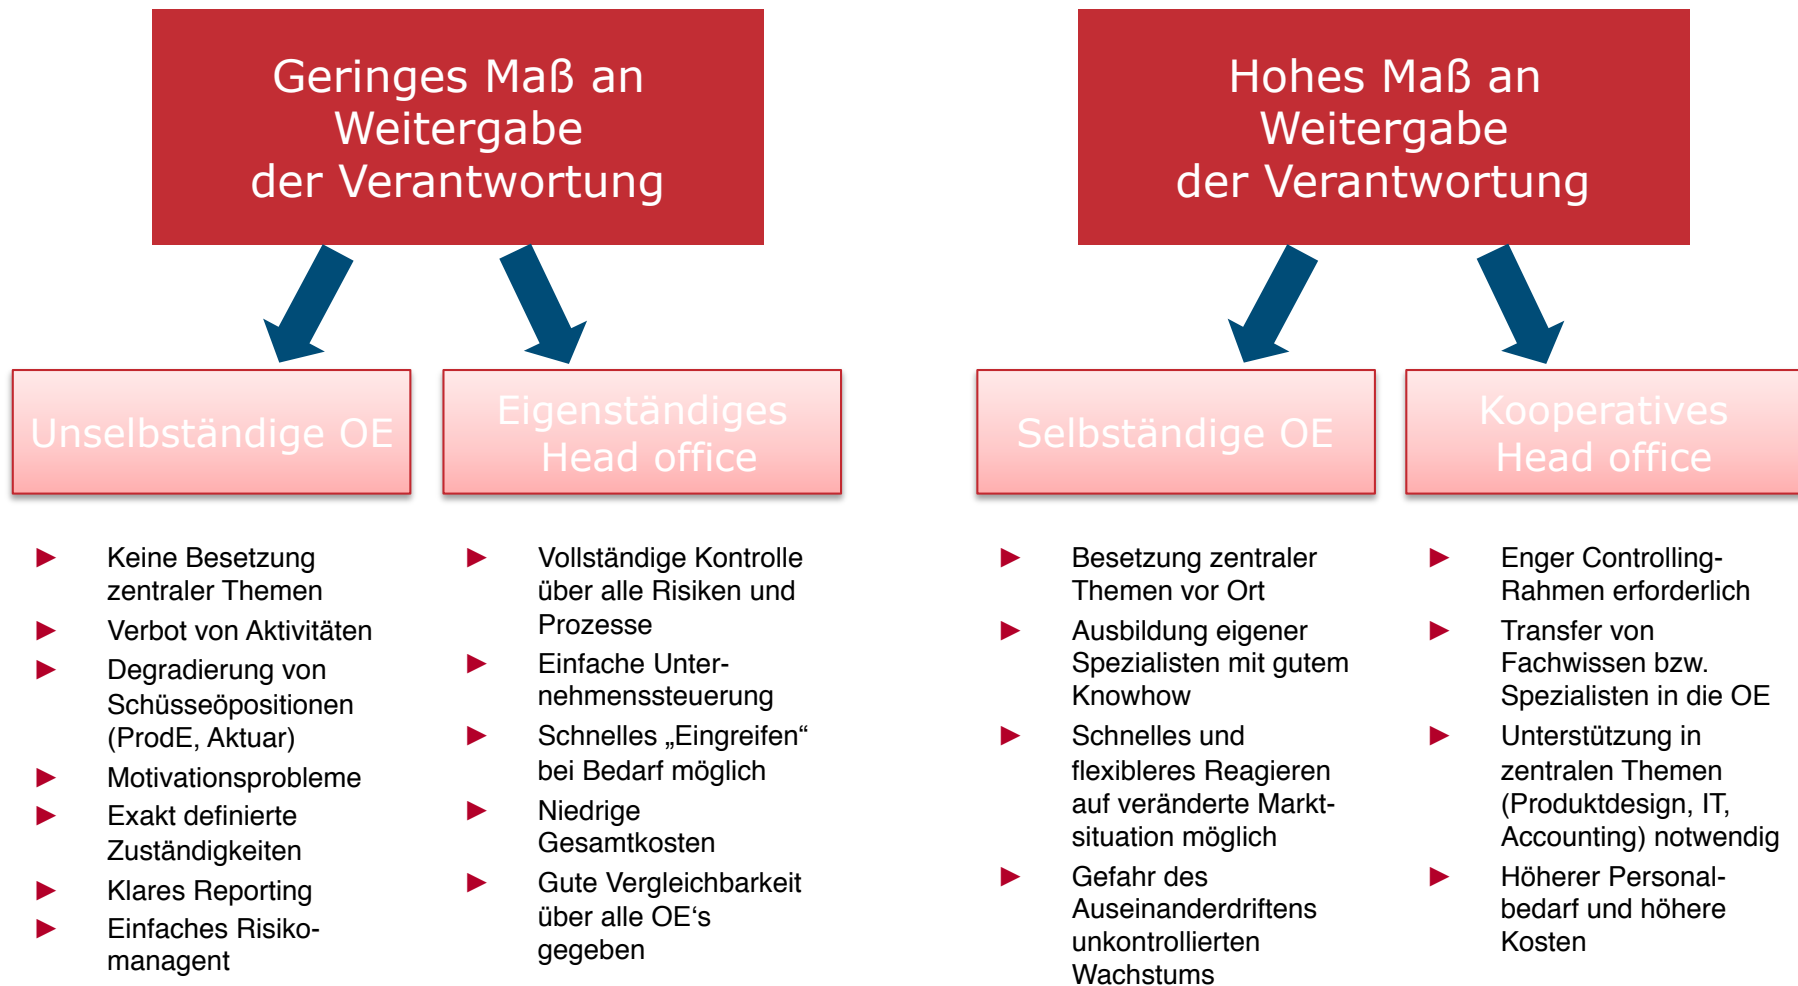 Geringes Maß an
Weitergabe
der Verantwortung
Hohes Maß an
Weitergabe
der Verantwortung
Unselbständige OE
Eigenständiges
Head office
Selbständige OE
Kooperatives
Head office
Keine Besetzung
zentraler Themen
Verbot von Aktivitäten
Degradierung von
Schüsseöpositionen
(ProdE, Aktuar)
Motivationsprobleme
Exakt definierte
Zuständigkeiten
Klares Reporting
Einfaches Risiko-
managent
Vollständige Kontrolle
über alle Risiken und
Prozesse
Einfache Unter-
nehmenssteuerung
Schnelles „Eingreifen“
bei Bedarf möglich
Niedrige
Gesamtkosten
Gute Vergleichbarkeit
über alle OE‘s
gegeben
Besetzung zentraler
Themen vor Ort
Ausbildung eigener
Spezialisten mit gutem
Knowhow
Schnelles und
flexibleres Reagieren
auf veränderte Markt-
situation möglich
Gefahr des
Auseinanderdriftens
unkontrollierten
Wachstums
Enger Controlling-
Rahmen erforderlich
Transfer von
Fachwissen bzw.
Spezialisten in die OE
Unterstützung in
zentralen Themen
(Produktdesign, IT,
Accounting) notwendig
Höherer Personal-
bedarf und höhere
Kosten